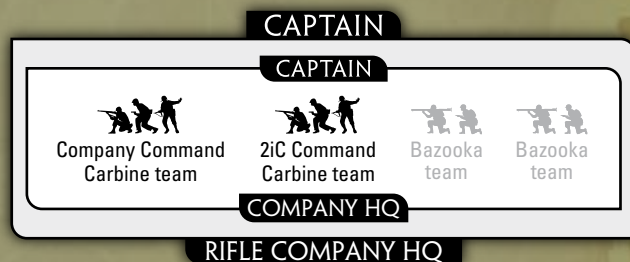 CAPTAIN
CAPTAIN
Company Command
Carbine team
2iC Command
Carbine team
Bazooka
team
Bazooka
team
COMPANY HQ
RIFLE COMPANY HQ